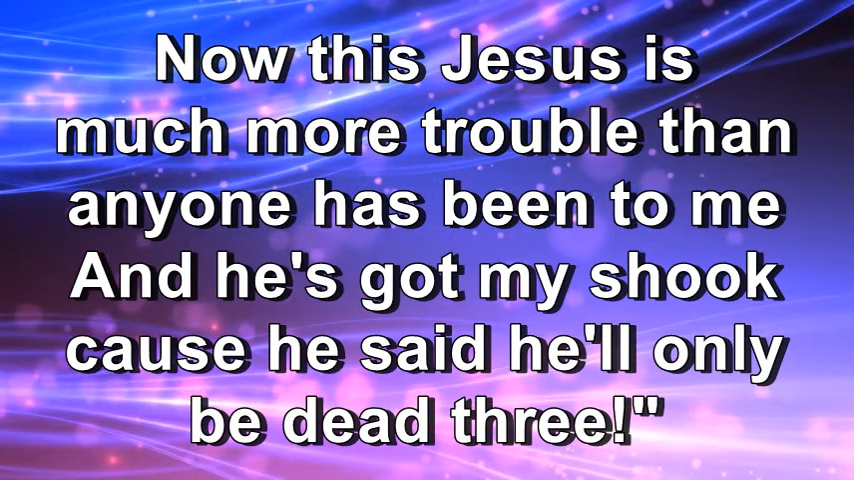 Now this Jesus is
much more trouble than
anyone has been to me
And he's got my shook
cause he said he'll only
be dead three!"